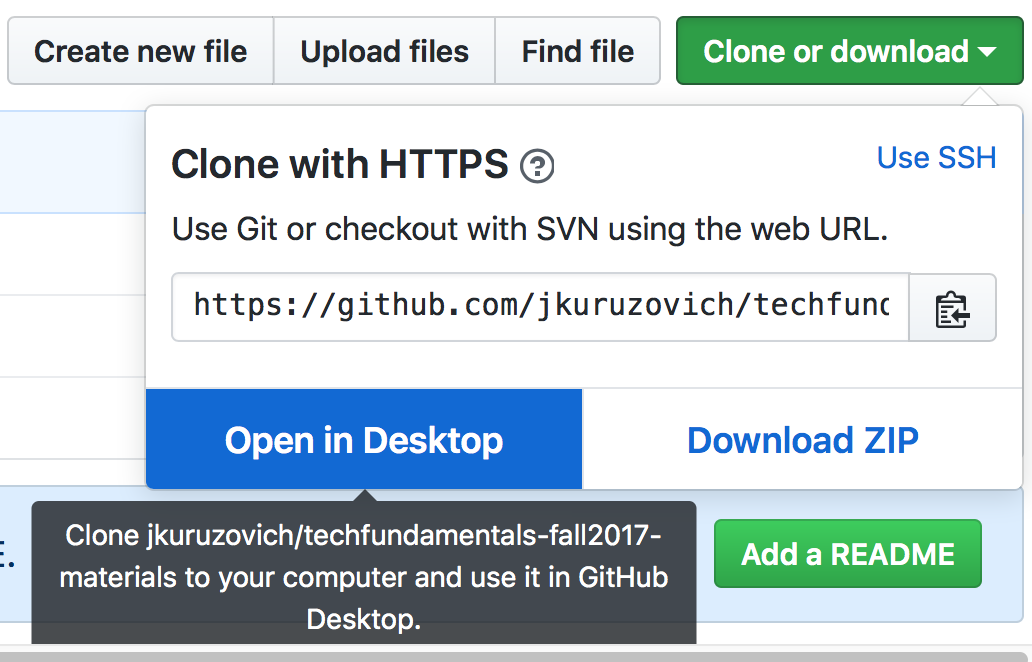 Create new file
Upload files
Find file
Clone or download
Clone with HTTPS ?
Use SSH
Use Git or checkout with SVN using the web URL.
https://github.com/jkuruzovich/techfund
Open in Desktop
Download ZIP
Clone jkuruzovich/techfundamentals-fall2017-
materials to your computer and use it in GitHub
Desktop.
Add a README